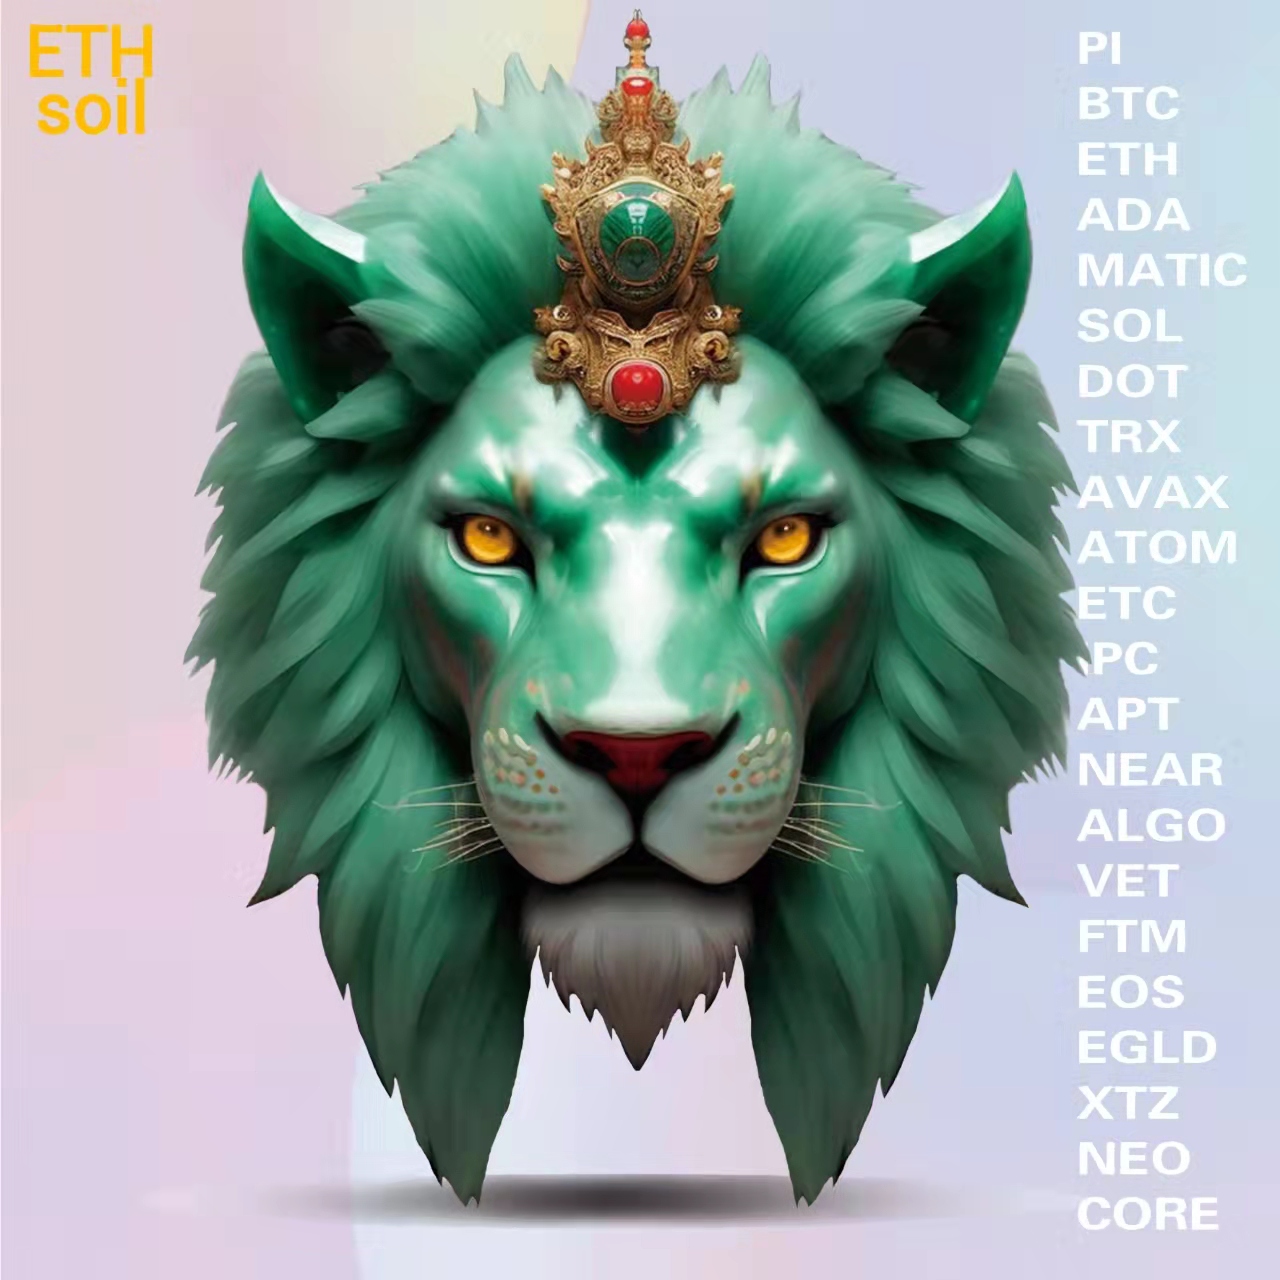 ETH
soil
PI
BTC
ETH
ADA
MATIC
SOL
DOT
TRX
AVAX
ATOM
ETC
APT
NEAR
ALGO
VET
FTM
EOS
EGLD
XTZ
NEO
CORE